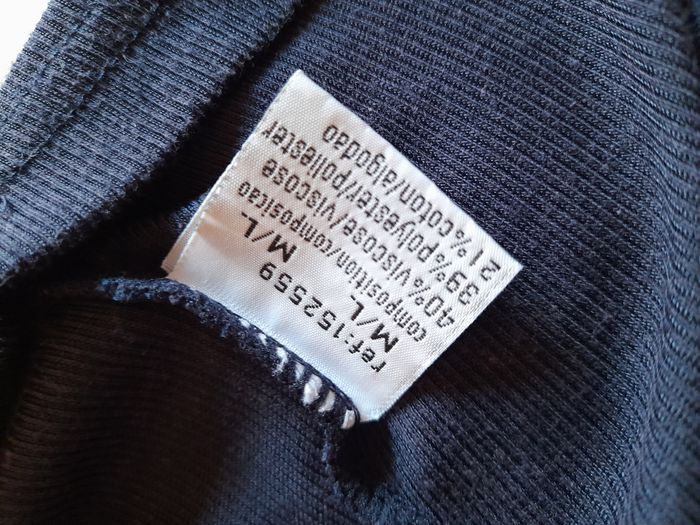 ref:152559
M/L M/L
composition/composicao
40% viscose/viscose
39% polyester/poliester
21% coton/algodao